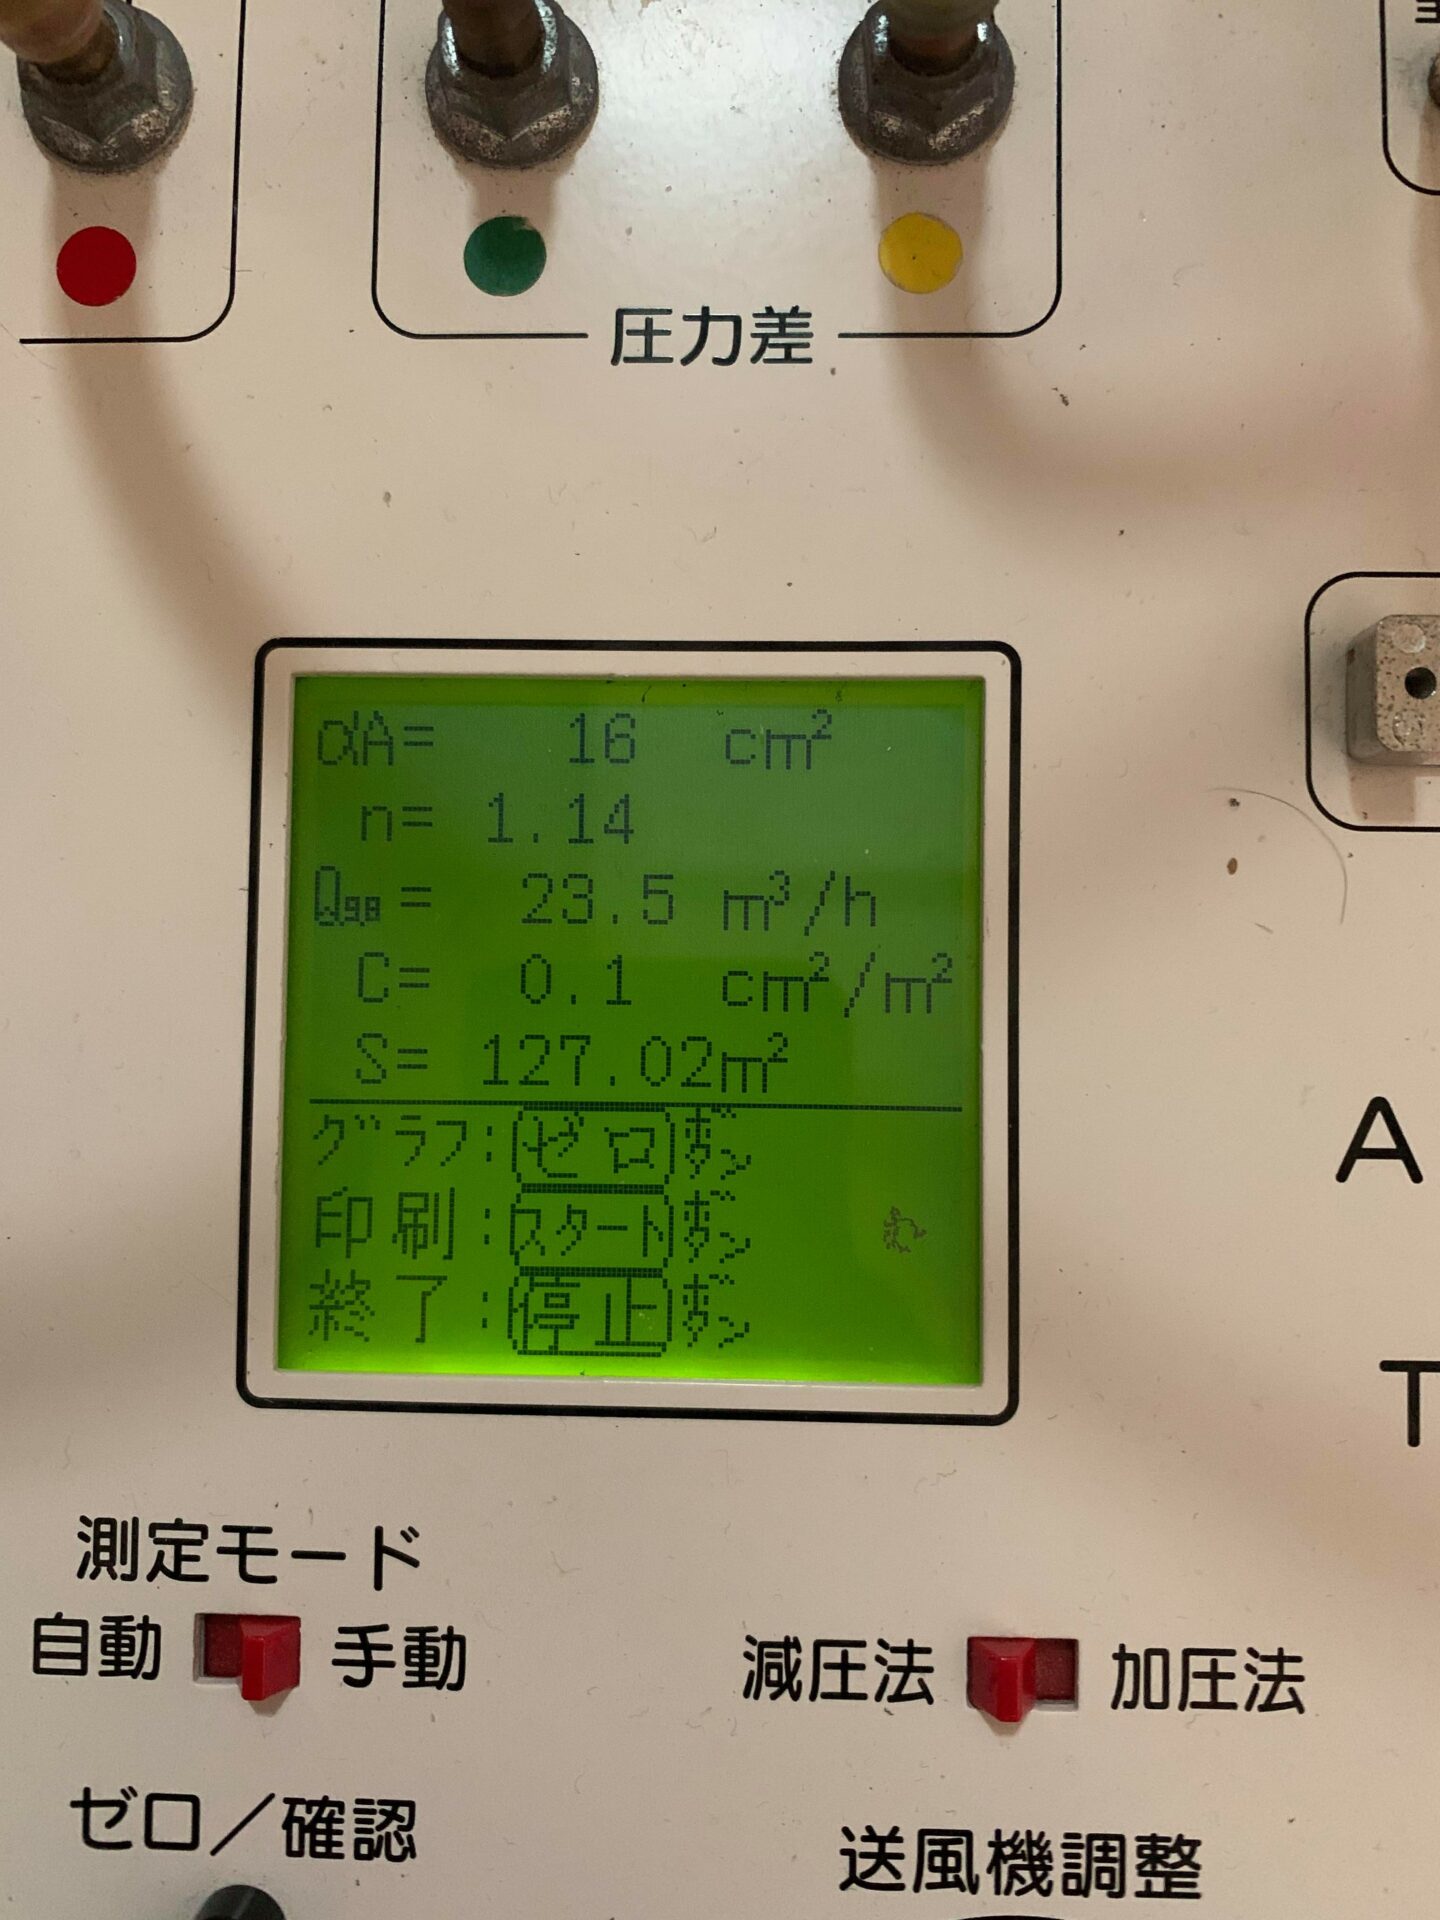 圧力差
αA= 16 cm²
n= 1.14
Q₉.₈ = 23.5 m³/h
C= 0.1 cm²/m²
S= 127.02m²
グラフ:ゼロボタン
印刷:スタートボタン
終了:停止ボタン
A
T
測定モード
自動 手動
減圧法 加圧法
ゼロ/確認
送風機調整